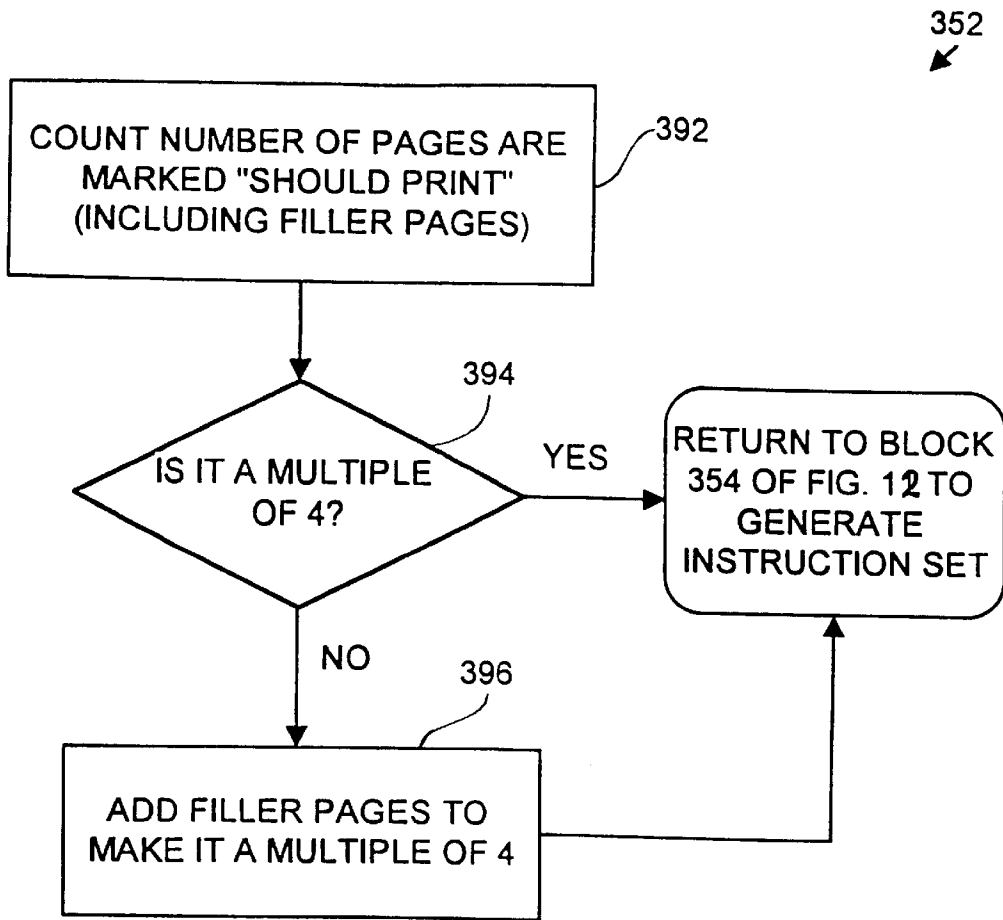 352
COUNT NUMBER OF PAGES ARE
MARKED "SHOULD PRINT"
(INCLUDING FILLER PAGES)
392
394
IS IT A MULTIPLE
OF 4?
YES
RETURN TO BLOCK
354 OF FIG. 12 TO
GENERATE
INSTRUCTION SET
NO
396
ADD FILLER PAGES TO
MAKE IT A MULTIPLE OF 4